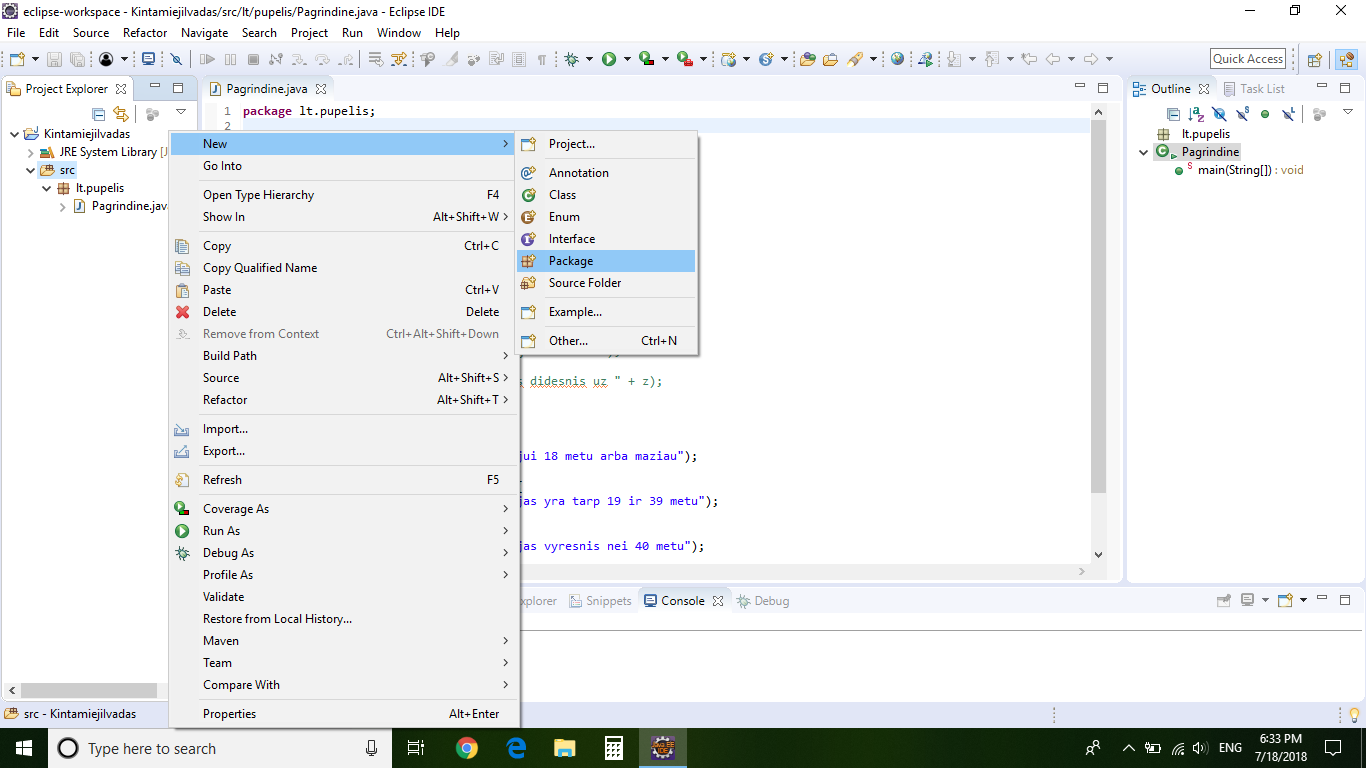 eclipse-workspace - Kintamiejilvadas/src/lt/pupelis/Pagrindine.java - Eclipse IDE
File Edit Source Refactor Navigate Search Project Run Window Help
Quick Access
Project Explorer
Kintamiejilvadas
JRE System Library [J
src
lt.pupelis
Pagrindine.java
Pagrindine.java
1 package lt.pupelis;
2
New
Go Into
Open Type Hierarchy F4
Show In Alt+Shift+W
Copy Ctrl+C
Copy Qualified Name
Paste Ctrl+V
Delete Delete
Remove from Context Ctrl+Alt+Shift+Down
Build Path
Source Alt+Shift+S
Refactor Alt+Shift+T
Import...
Export...
Refresh F5
Coverage As
Run As
Debug As
Profile As
Validate
Restore from Local History...
Maven
Team
Compare With
Properties Alt+Enter
Project...
Annotation
Class
Enum
Interface
Package
Source Folder
Example...
Other... Ctrl+N
didesnis uz " + z);
jui 18 metu arba maziau");
jas yra tarp 19 ir 39 metu");
jas vyresnis nei 40 metu");
Outline Task List
lt.pupelis
Pagrindine
main(String[]) : void
xplorer Snippets Console Debug
src - Kintamiejilvadas
Type here to search
ENG
6:33 PM
7/18/2018